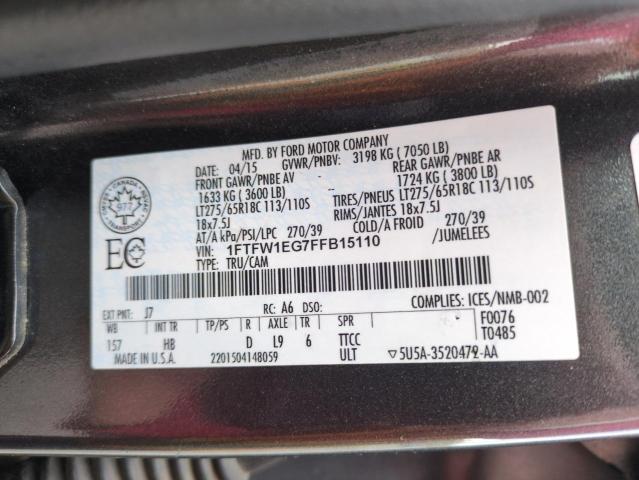 MFD. BY FORD MOTOR COMPANY
DATE: 04/15 GVWR/PNBV: 3198 KG ( 7050 LB)
FRONT GAWR/PNBE AV REAR GAWR/PNBE AR
1633 KG ( 3600 LB) 1724 KG ( 3800 LB)
LT275/65R18C 113/110S TIRES/PNEUS LT275/65R18C 113/110S
18x7.5J RIMS/JANTES 18x7.5J
AT/A kPa/PSI/LPC 270/39 COLD/A FROID 270/39
VIN: 1FTFW1EG7FFB15110 /JUMELEES
TYPE: TRU/CAM
CANADA
977
TRANSPORT
EC
EXT PNT: J7 RC: A6 DSO: COMPLIES: ICES/NMB-002
WB INT TR TP/PS R AXLE TR SPR F0076
157 HB D L9 6 TTCC T0485
MADE IN U.S.A. 2201504148059 ULT ▽5U5A-3520472-AA